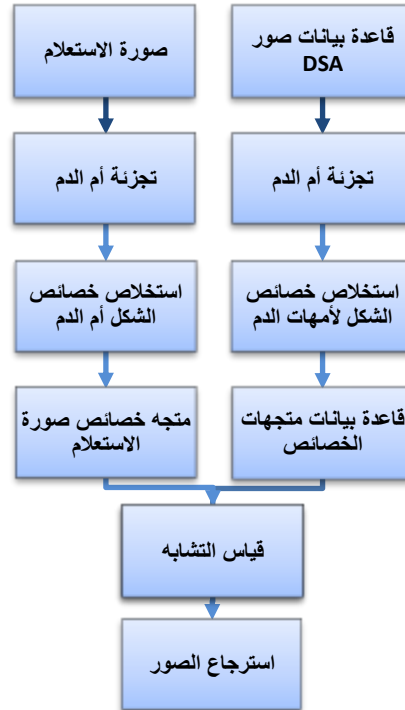 قاعدة بيانات صور
DSA
صورة الاستعلام
تجزئة أم الدم
تجزئة أم الدم
استخلاص خصائص
الشكل لأمهات الدم
استخلاص خصائص
الشكل أم الدم
قاعدة بيانات متجهات
الخصائص
متجه خصائص صورة
الاستعلام
قياس التشابه
استرجاع الصور